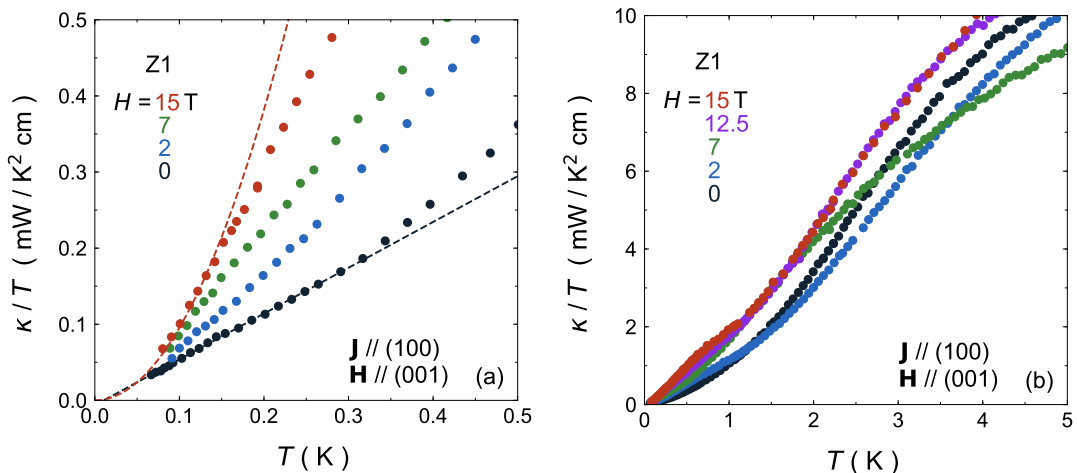 0.5
0.4
0.3
0.2
0.1
0.0
κ / T ( mW / K² cm )
Z1
H = 15 T
7
2
0
J // (100)
H // (001)
(a)
0.0 0.1 0.2 0.3 0.4 0.5
T ( K )
10
8
6
4
2
0
κ / T ( mW / K² cm )
Z1
H = 15 T
12.5
7
2
0
J // (100)
H // (001)
(b)
0 1 2 3 4 5
T ( K )